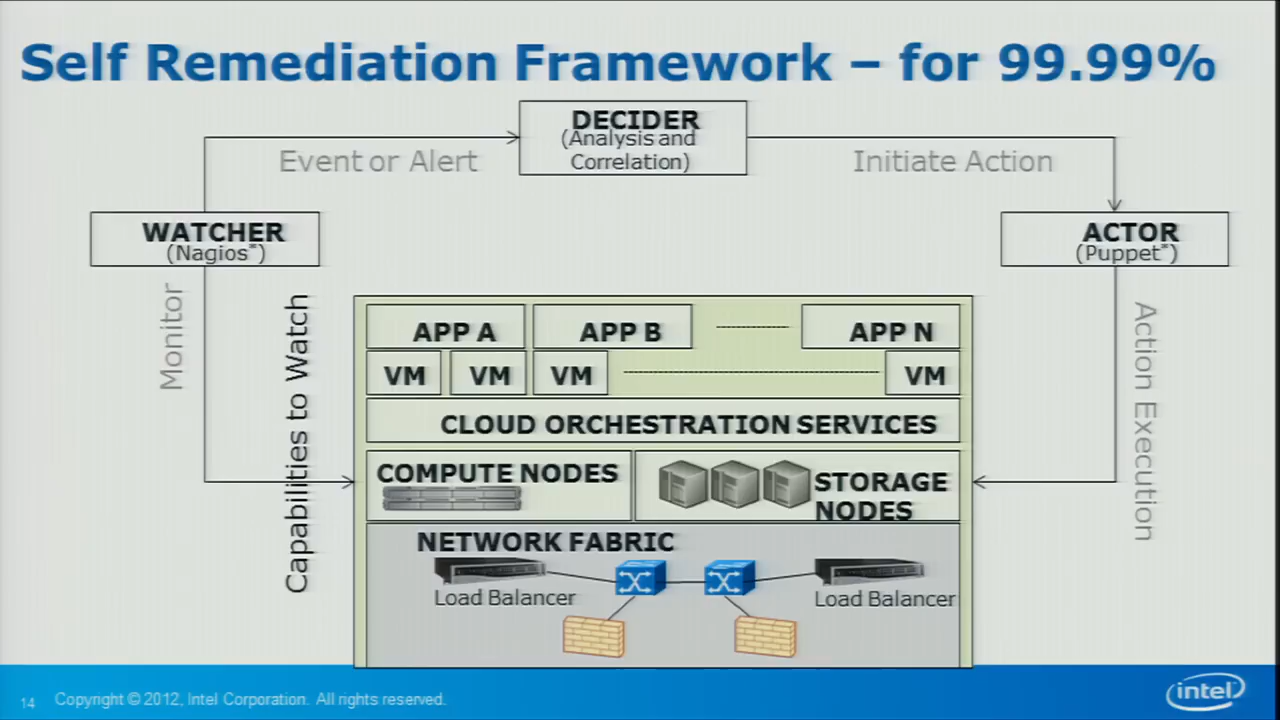 Self Remediation Framework – for 99.99%
DECIDER
(Analysis and
Correlation)
Event or Alert
Initiate Action
WATCHER
(Nagios*)
ACTOR
(Puppet*)
Monitor
Capabilities to Watch
Action Execution
APP A
APP B
APP N
VM
VM
VM
VM
CLOUD ORCHESTRATION SERVICES
COMPUTE NODES
STORAGE
NODES
NETWORK FABRIC
Load Balancer
Load Balancer
14
Copyright © 2012, Intel Corporation. All rights reserved.
intel